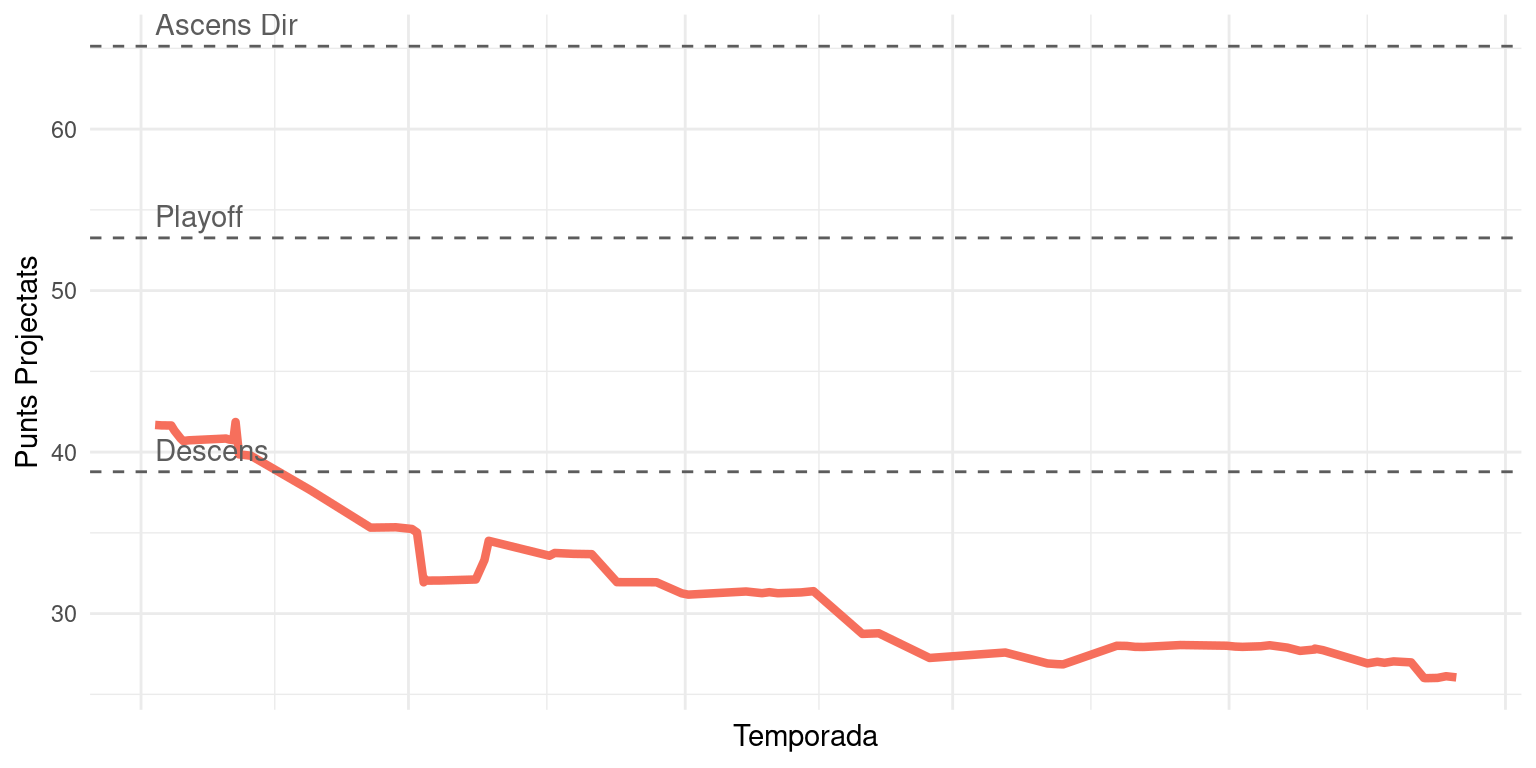 Ascens Dir
60
Playoff
50
Punts Projectats
40
Descens
30
Temporada